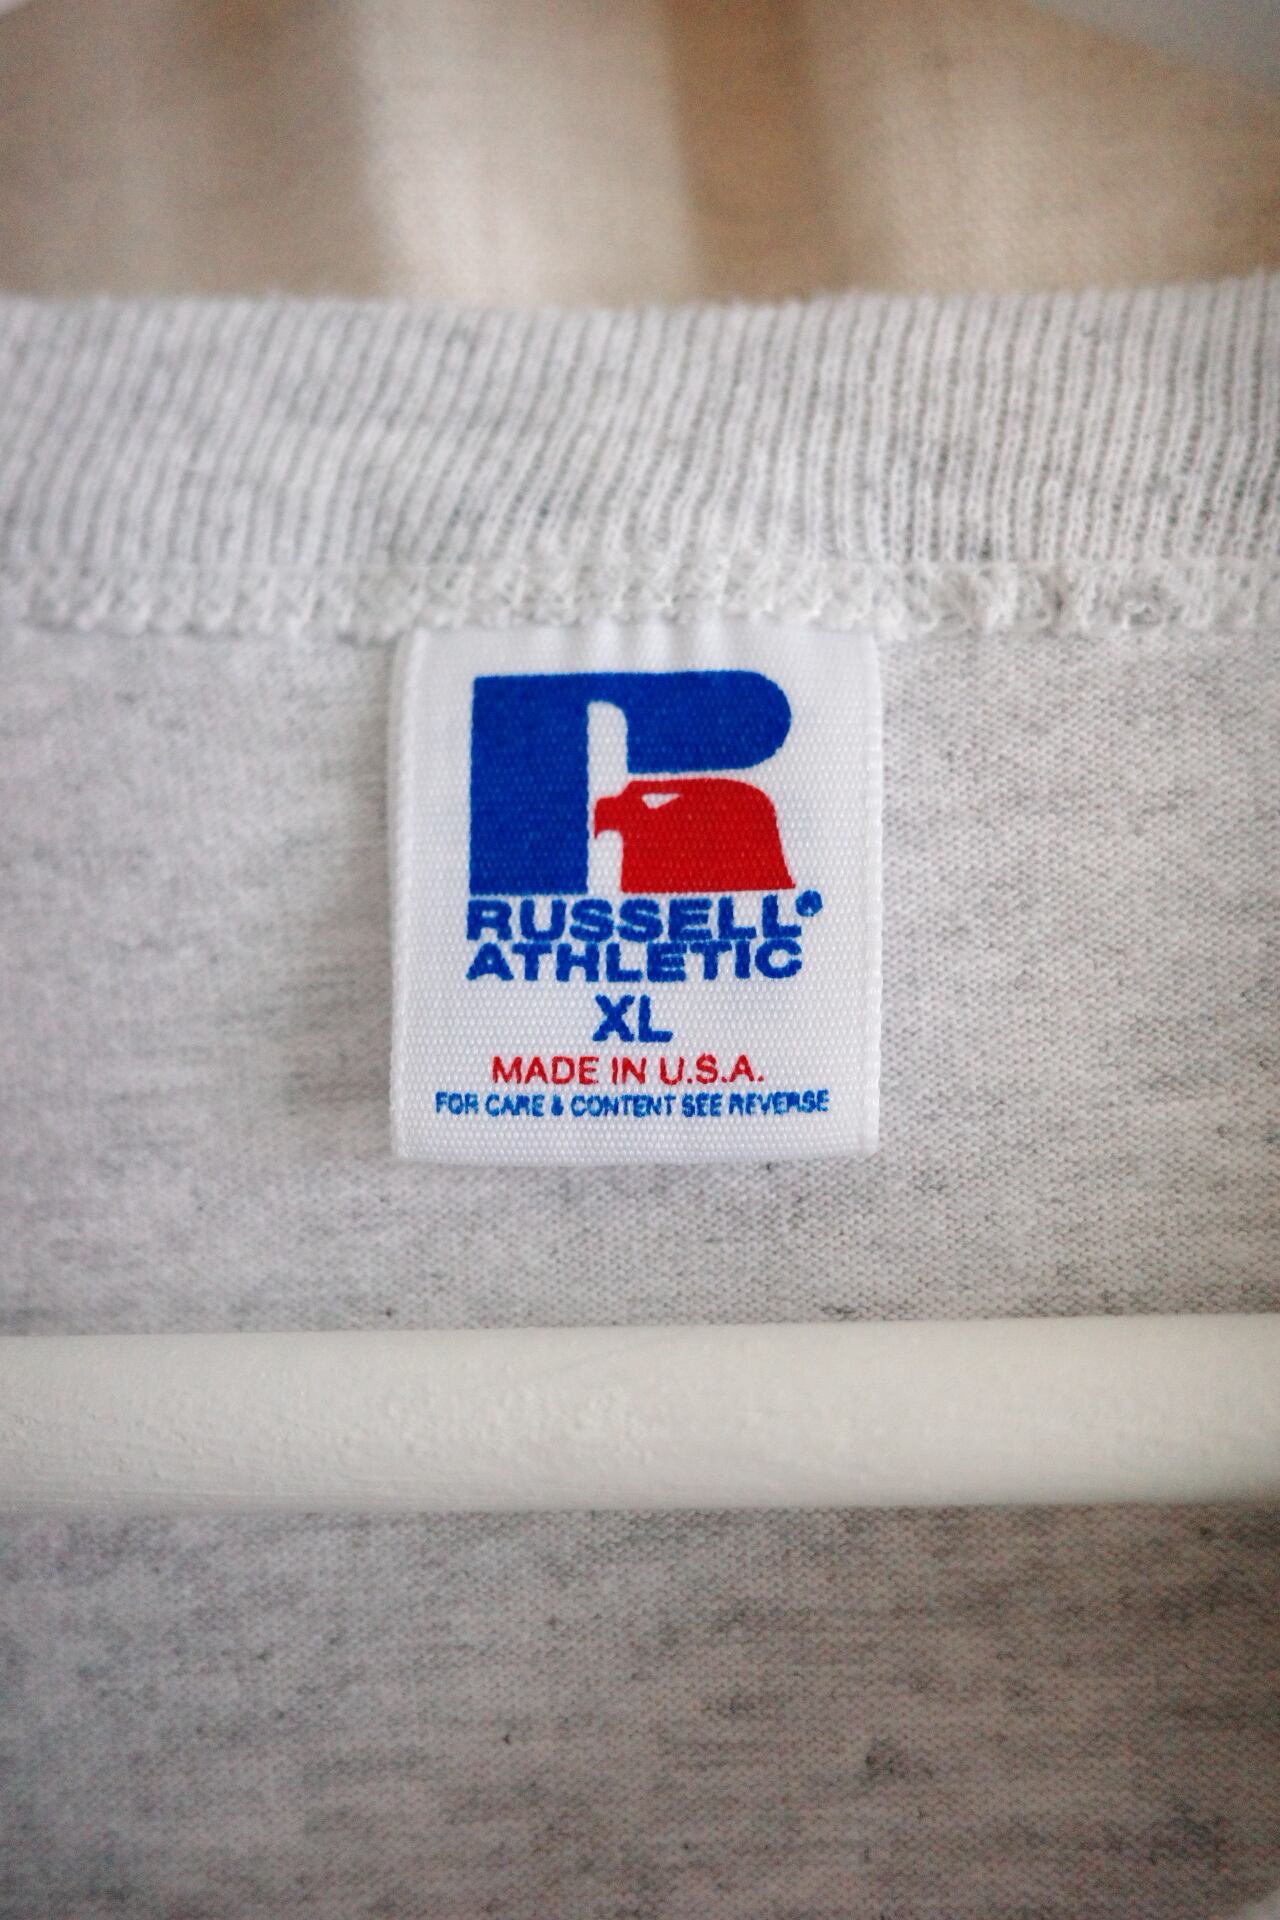 RUSSELL®
ATHLETIC
XL
MADE IN U.S.A.
FOR CARE & CONTENT SEE REVERSE